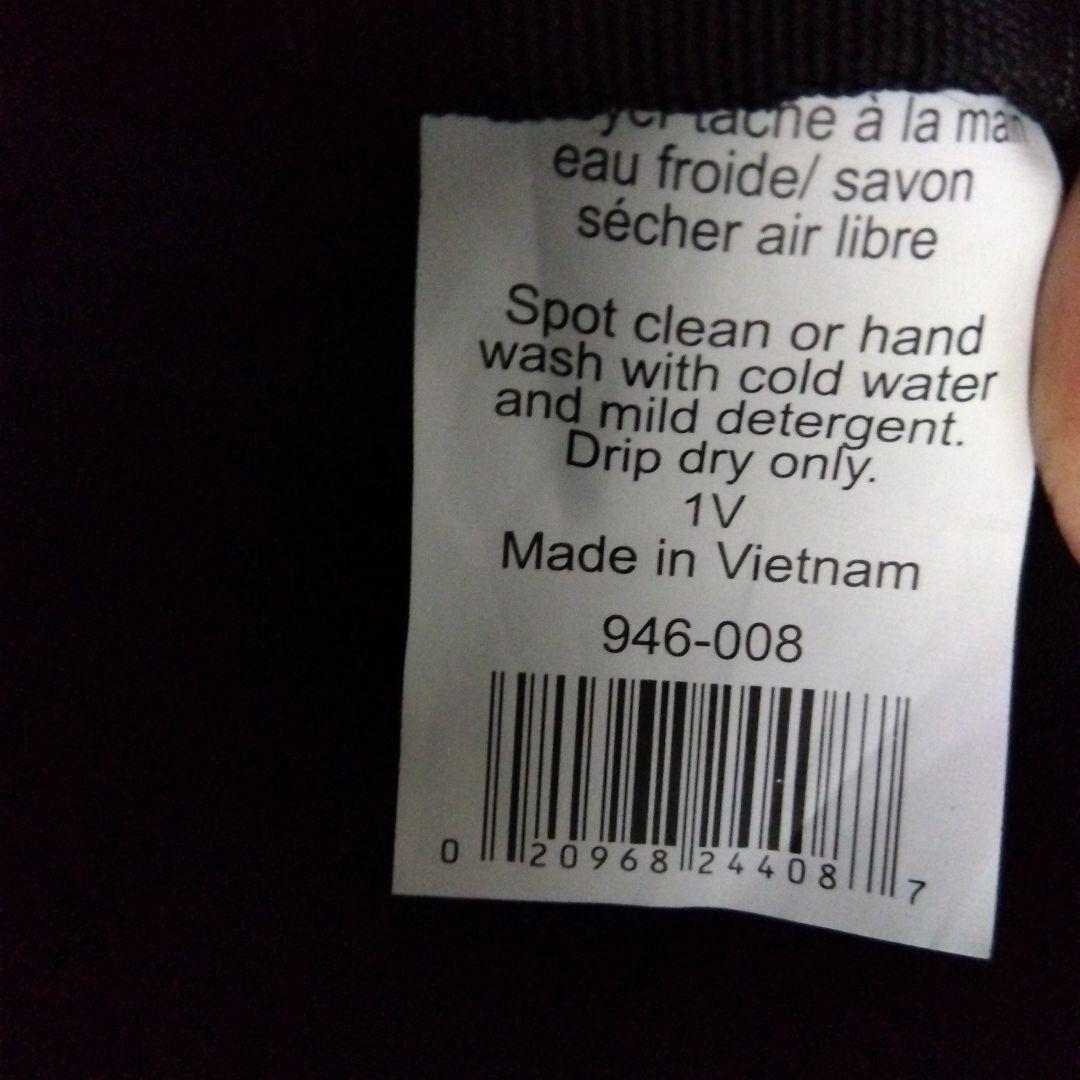 tache à la main
eau froide/ savon
sécher air libre
Spot clean or hand
wash with cold water
and mild detergent.
Drip dry only.
1V
Made in Vietnam
946-008
0 20968 24408 7